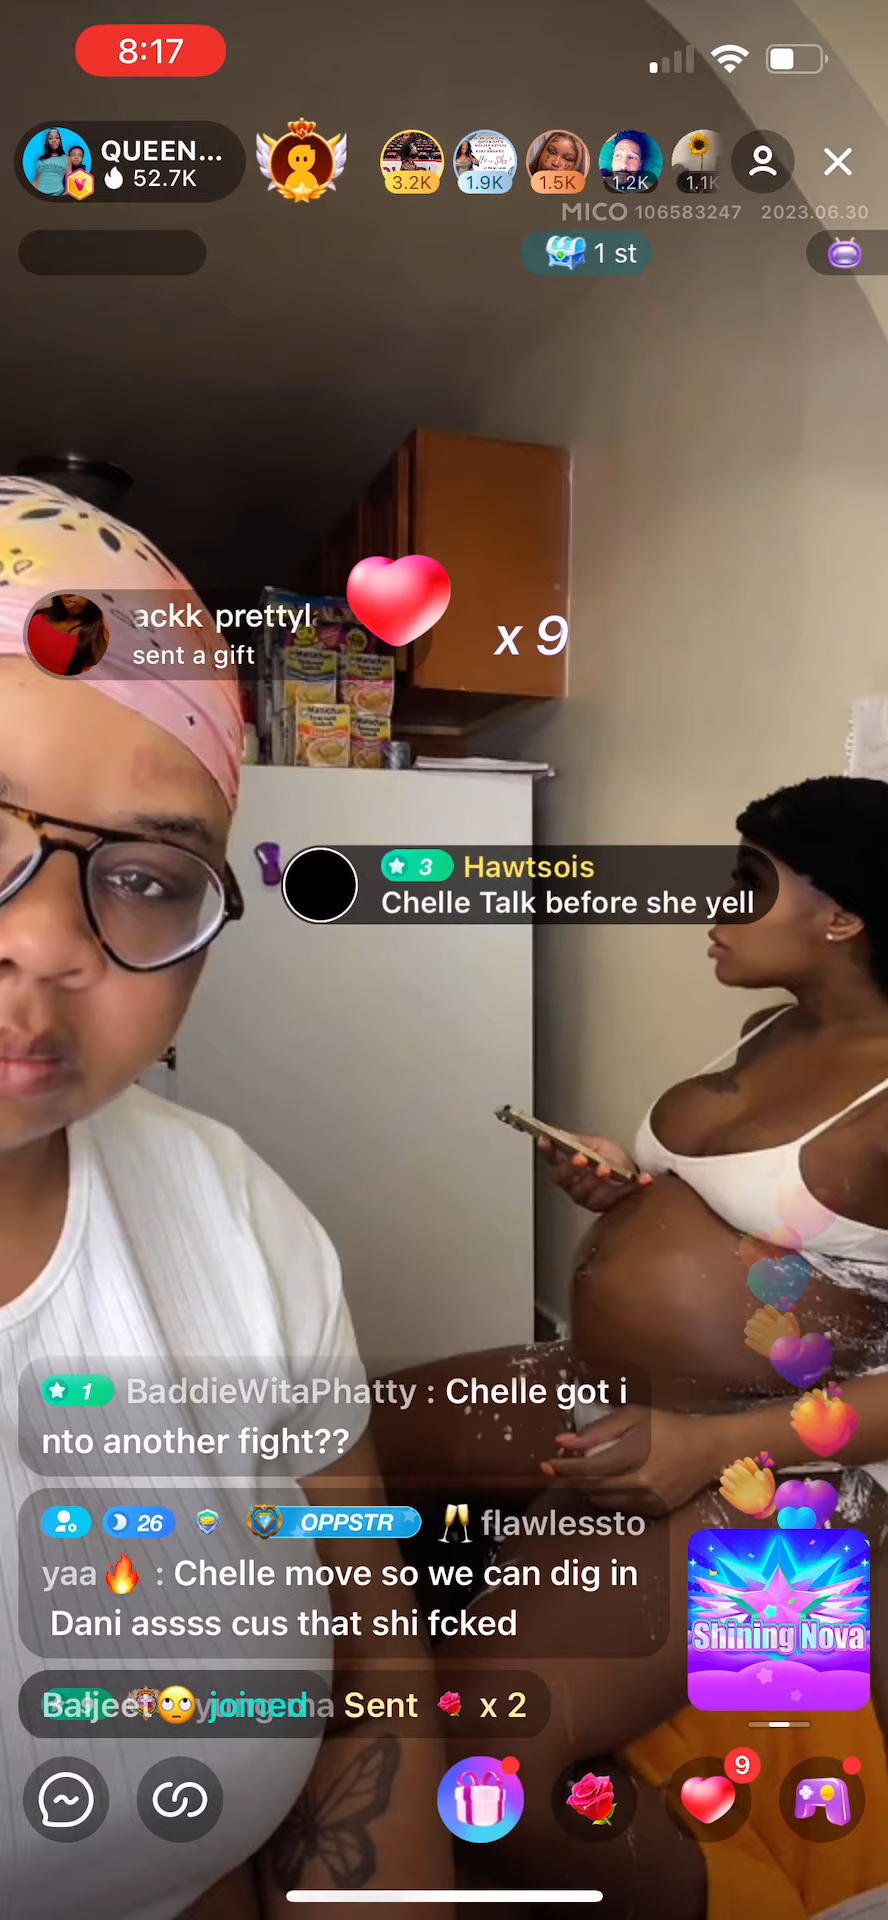 8:17
QUEEN...
52.7K
3.2K
1.9K
1.5K
1.2K
1.1K
MICO 106583247 2023.06.30
1 st
ackk prettyl
sent a gift
x 9
3 Hawtsois
Chelle Talk before she yell
1 BaddieWitaPhatty : Chelle got i
nto another fight??
26 OPPSTR 🥂 flawlessto
yaa🔥 : Chelle move so we can dig in
Dani assss cus that shi fcked
Baljeet🙄 joined
Sent 🌹 x 2
Shining Nova
9